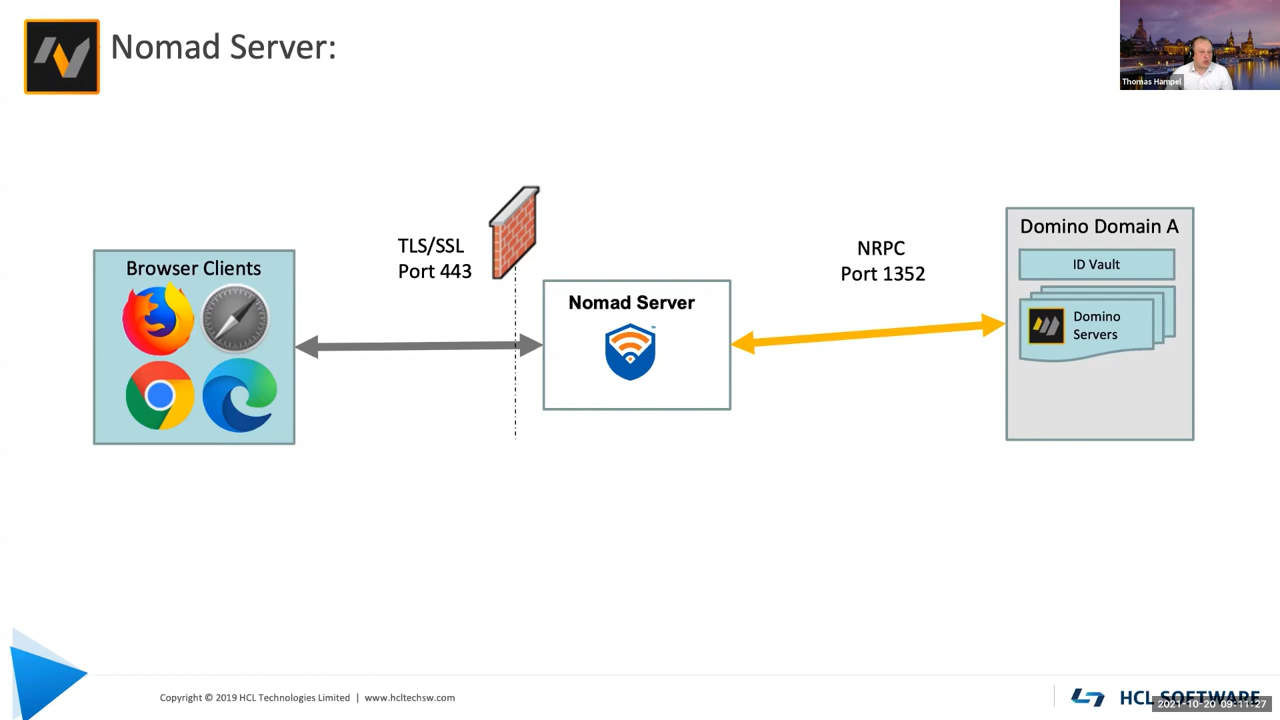 Nomad Server:
Thomas Hampel
TLS/SSL
Port 443
NRPC
Port 1352
Domino Domain A
ID Vault
Domino
Servers
Browser Clients
Nomad Server
™
Copyright © 2019 HCL Technologies Limited | www.hcltechsw.com
HCL SOFTWARE
2021-10-20 09:11:27